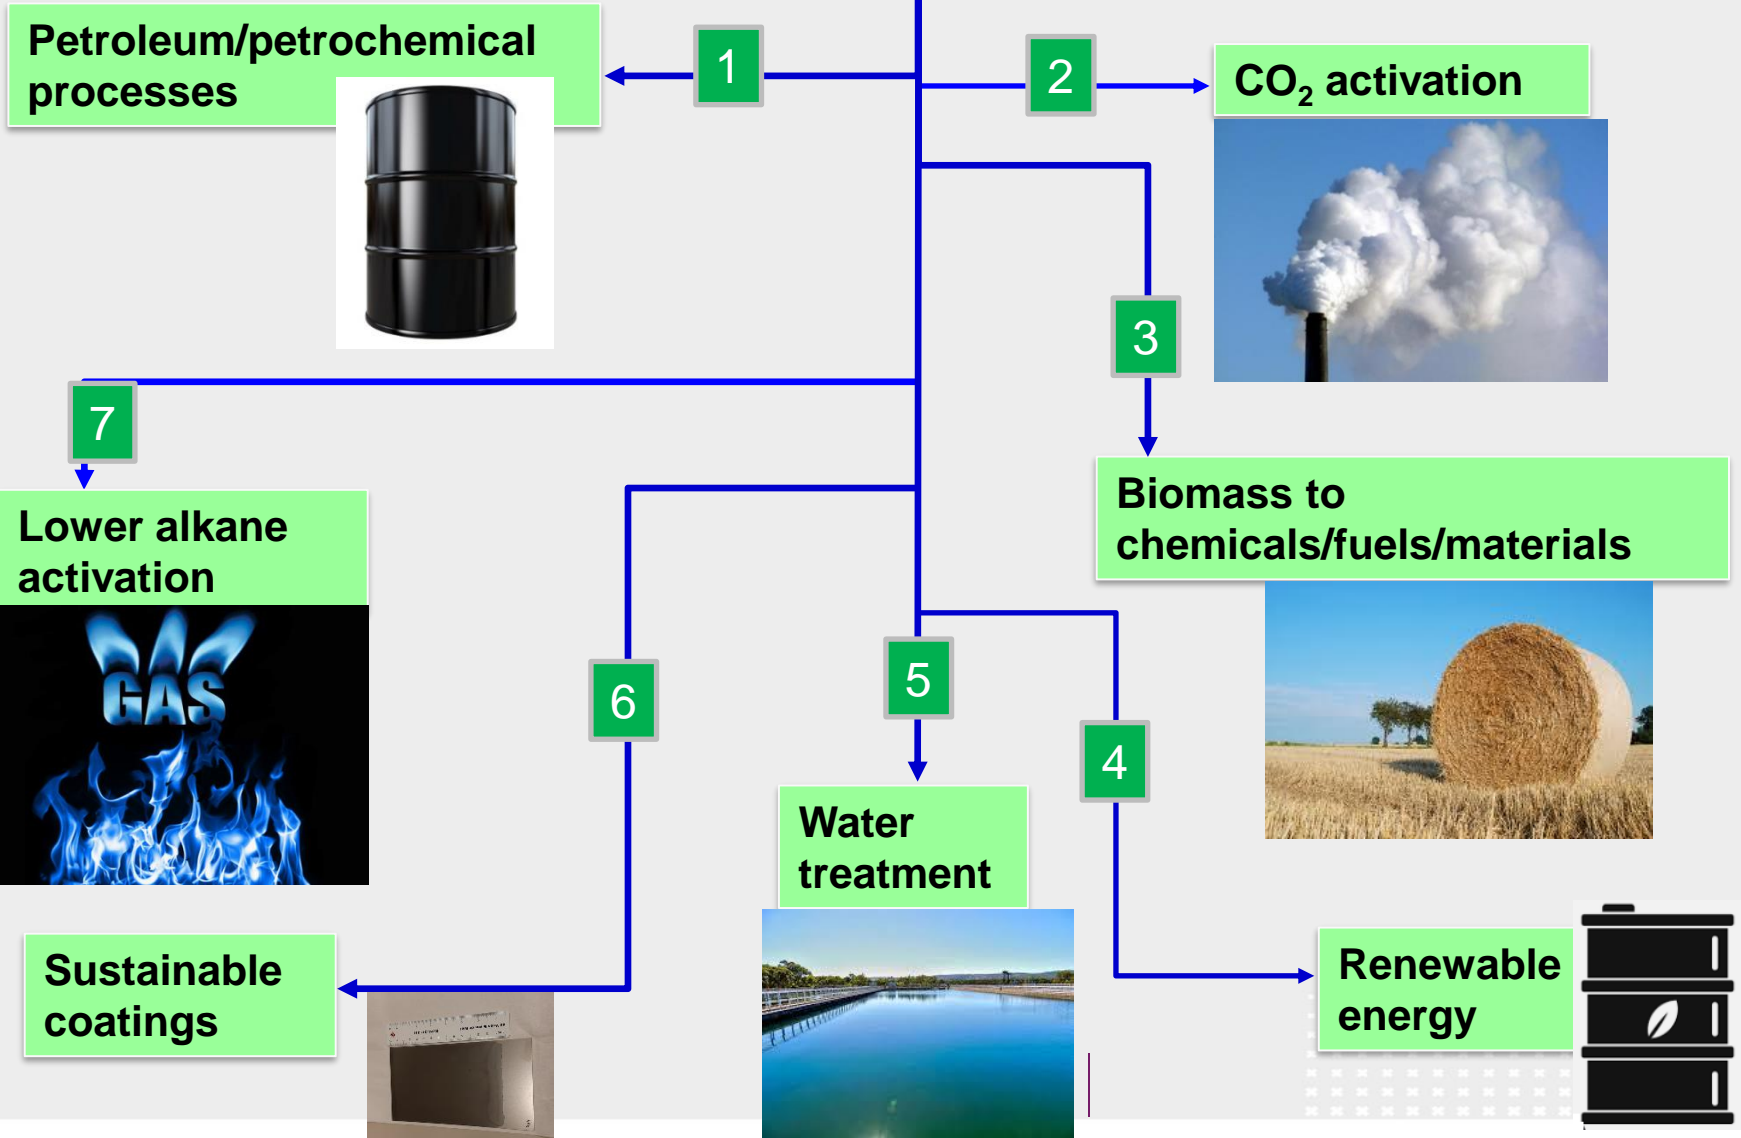 Petroleum/petrochemical
processes
1
2
CO₂ activation
3
7
Lower alkane
activation
GAS
Biomass to
chemicals/fuels/materials
6
5
4
Water
treatment
Sustainable
coatings
Renewable
energy